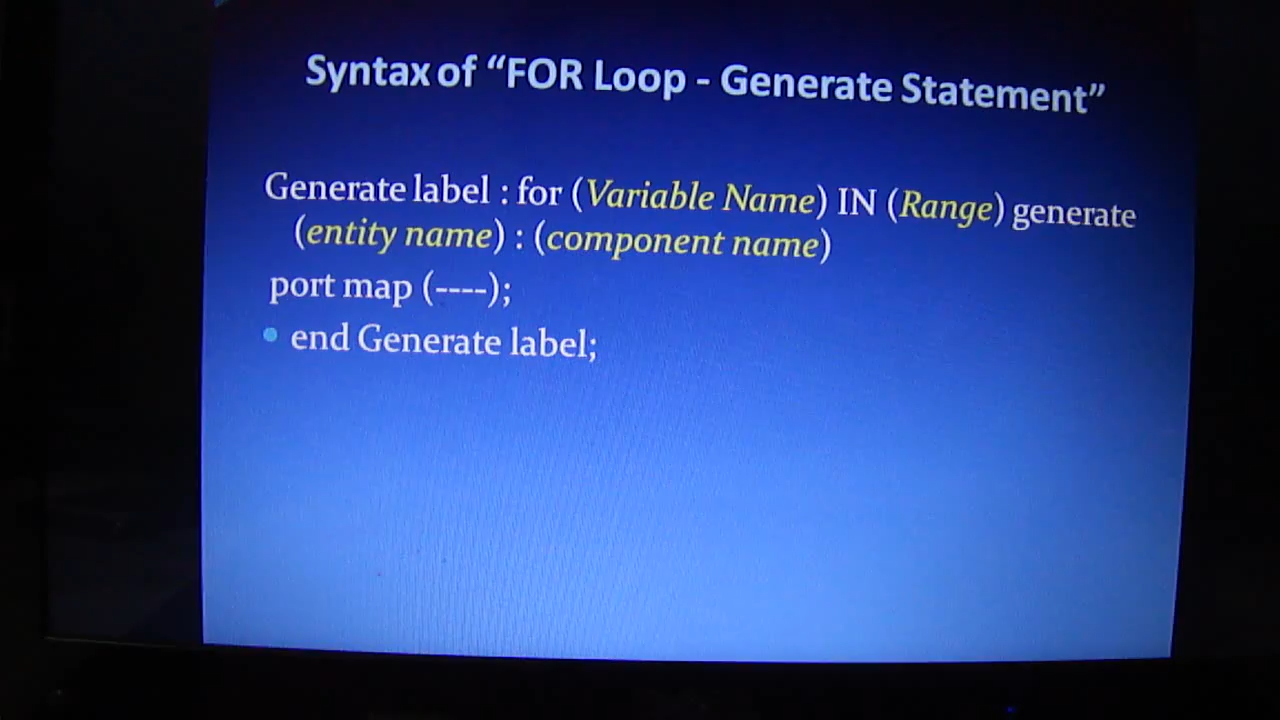 Syntax of “FOR Loop - Generate Statement”
Generate label : for (Variable Name) IN (Range) generate
(entity name) : (component name)
port map (----);
• end Generate label;